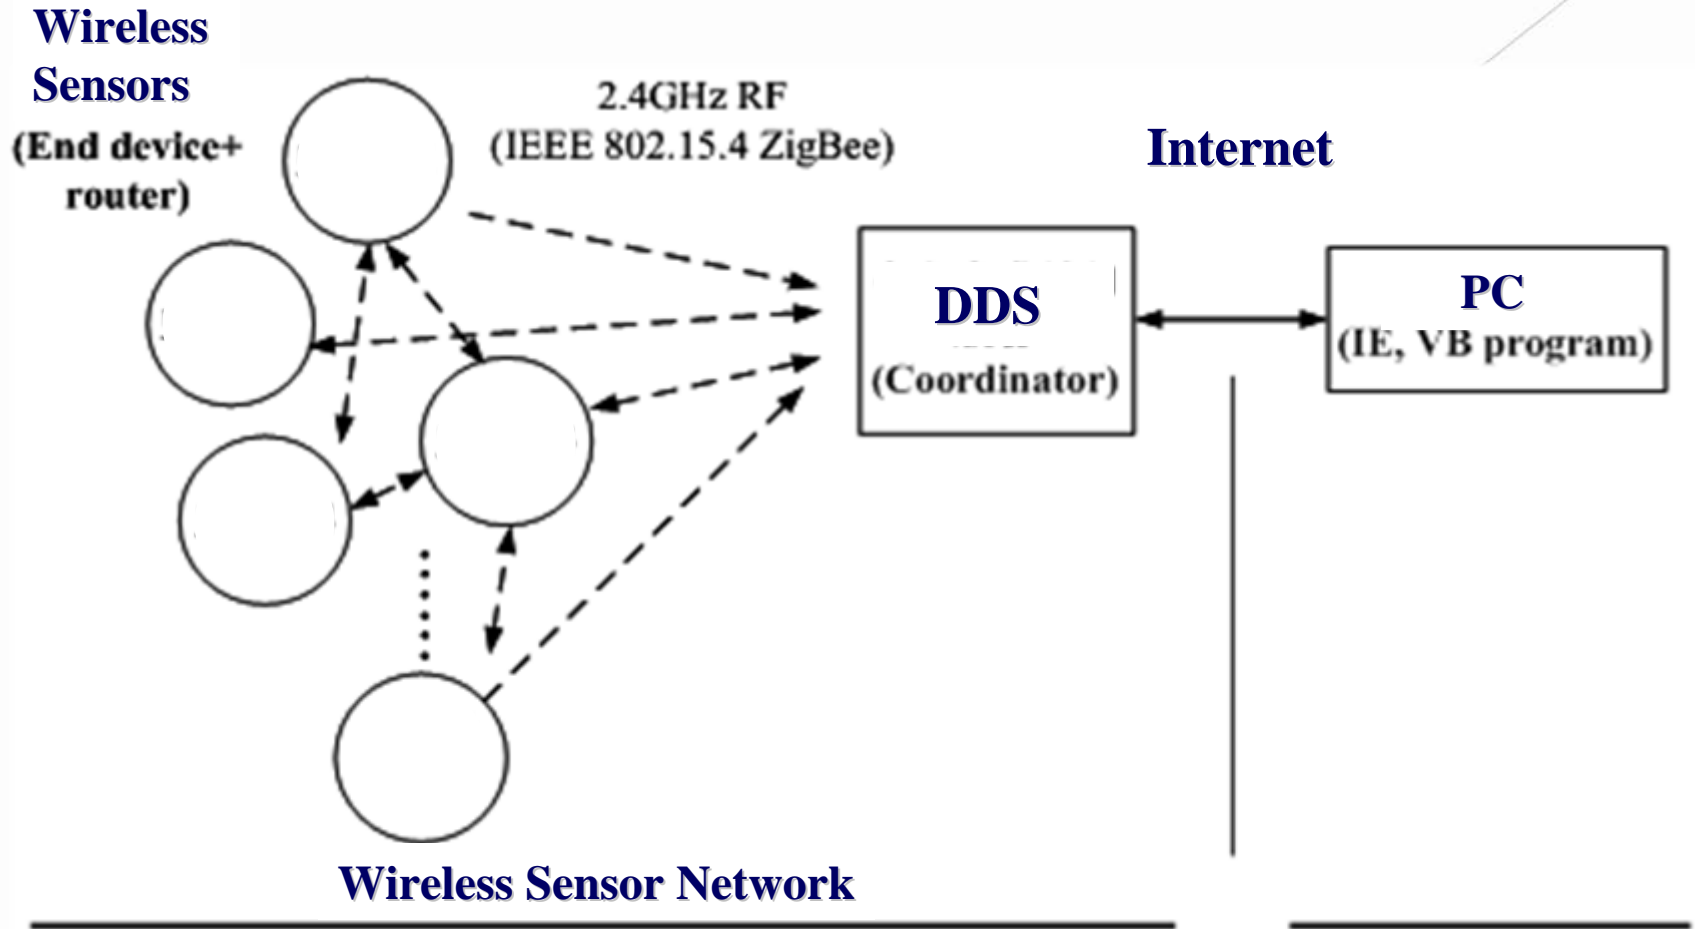 Wireless
Sensors
(End device+
router)
2.4GHz RF
(IEEE 802.15.4 ZigBee)
Internet
DDS
(Coordinator)
PC
(IE, VB program)
Wireless Sensor Network